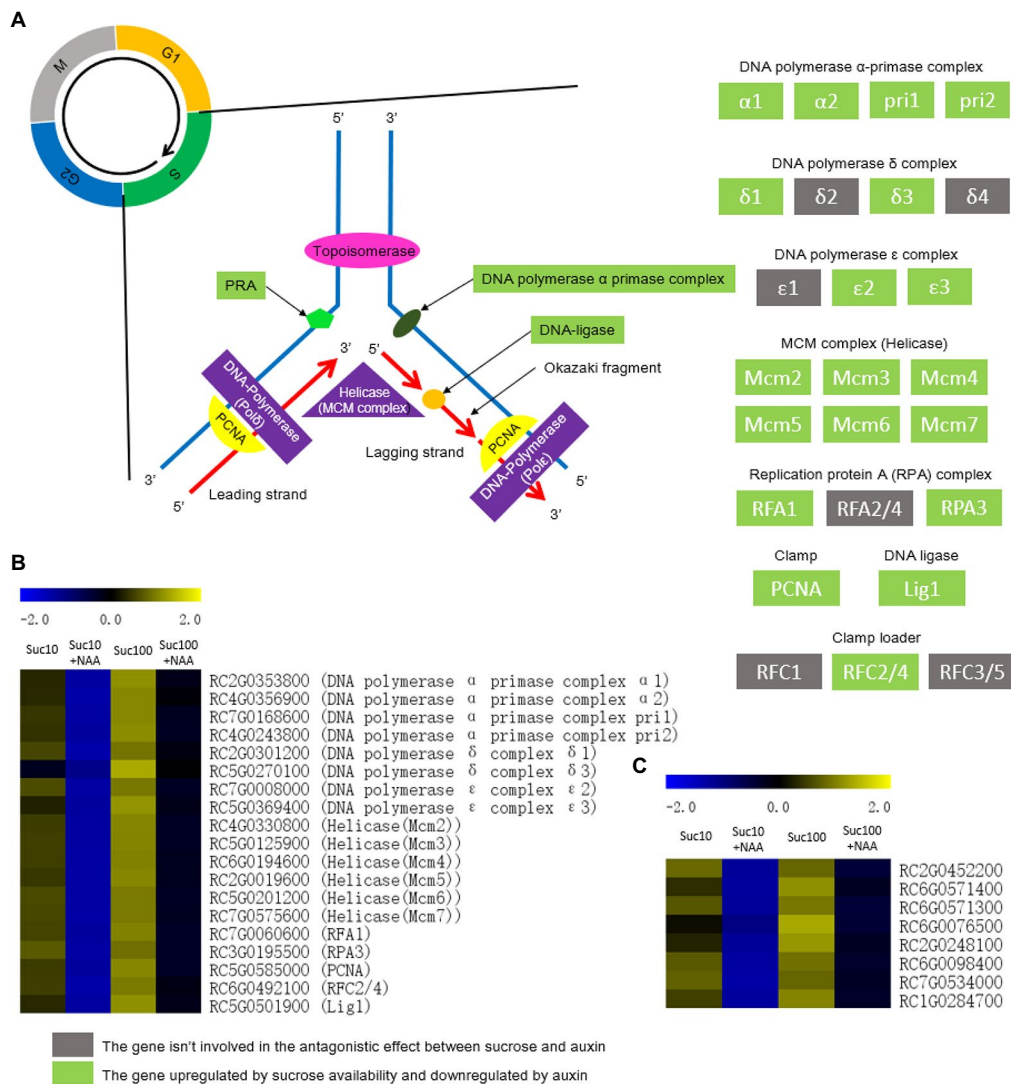 A
M
G1
G2
S
5’
3’
Topoisomerase
PRA
DNA polymerase α primase complex
DNA-ligase
Okazaki fragment
3’
5’
Helicase
(MCM complex)
DNA-Polymerase
(Polδ)
PCNA
PCNA
DNA-Polymerase
(Polε)
Lagging strand
Leading strand
3’
5’
5’
3’
DNA polymerase α-primase complex
α1 α2 pri1 pri2
DNA polymerase δ complex
δ1 δ2 δ3 δ4
DNA polymerase ε complex
ε1 ε2 ε3
MCM complex (Helicase)
Mcm2 Mcm3 Mcm4
Mcm5 Mcm6 Mcm7
Replication protein A (RPA) complex
RFA1 RFA2/4 RPA3
Clamp DNA ligase
PCNA Lig1
Clamp loader
RFC1 RFC2/4 RFC3/5
B
-2.0 0.0 2.0
Suc10 Suc10 +NAA Suc100 Suc100 +NAA
RC2G0353800 (DNA polymerase α primase complex α1)
RC4G0356900 (DNA polymerase α primase complex α2)
RC7G0168600 (DNA polymerase α primase complex pri1)
RC4G0243800 (DNA polymerase α primase complex pri2)
RC2G0301200 (DNA polymerase δ complex δ1)
RC5G0270100 (DNA polymerase δ complex δ3)
RC7G0008000 (DNA polymerase ε complex ε2)
RC5G0369400 (DNA polymerase ε complex ε3)
RC4G0330800 (Helicase(Mcm2))
RC5G0125900 (Helicase(Mcm3))
RC6G0194600 (Helicase(Mcm4))
RC2G0019600 (Helicase(Mcm5))
RC5G0201200 (Helicase(Mcm6))
RC7G0575600 (Helicase(Mcm7))
RC7G0060600 (RFA1)
RC3G0195500 (RPA3)
RC5G0585000 (PCNA)
RC6G0492100 (RFC2/4)
RC5G0501900 (Lig1)
C
-2.0 0.0 2.0
Suc10 Suc10 +NAA Suc100 Suc100 +NAA
RC2G0452200
RC6G0571400
RC6G0571300
RC6G0076500
RC2G0248100
RC6G0098400
RC7G0534000
RC1G0284700
The gene isn’t involved in the antagonistic effect between sucrose and auxin
The gene upregulated by sucrose availability and downregulated by auxin